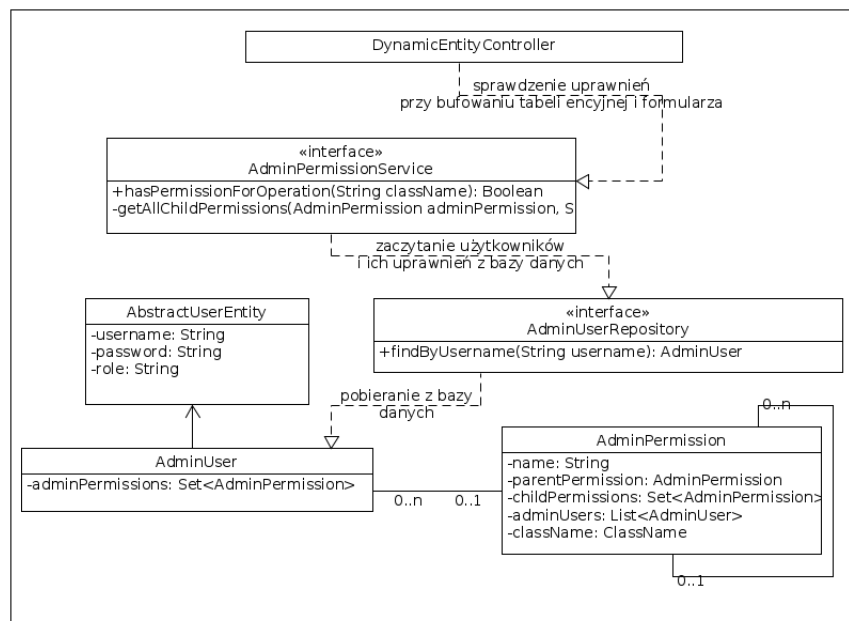 DynamicEntityController
sprawdzenie uprawnień
przy bufowaniu tabeli encyjnej i formularza
«interface»
AdminPermissionService
+hasPermissionForOperation(String className): Boolean
-getAllChildPermissions(AdminPermission adminPermission, S
zaczytanie użytkowników
i ich uprawnień z bazy danych
AbstractUserEntity
-username: String
-password: String
-role: String
«interface»
AdminUserRepository
+findByUsername(String username): AdminUser
pobieranie z bazy
danych
AdminUser
-adminPermissions: Set<AdminPermission>
0..n
0..1
0..n
AdminPermission
-name: String
-parentPermission: AdminPermission
-childPermissions: Set<AdminPermission>
-adminUsers: List<AdminUser>
-className: ClassName
0..1